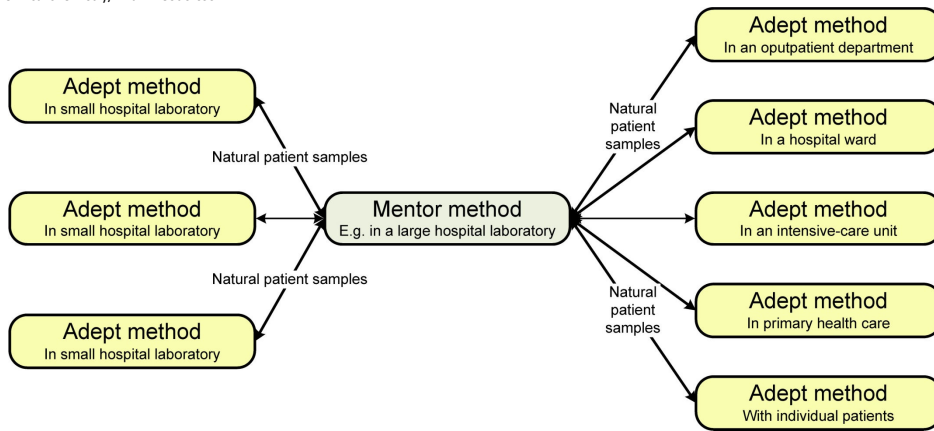 Adept method
In an oputpatient department
Adept method
In small hospital laboratory
Natural
patient
samples
Adept method
In a hospital ward
Natural patient samples
Adept method
In small hospital laboratory
Mentor method
E.g. in a large hospital laboratory
Adept method
In an intensive-care unit
Natural patient samples
Natural
patient
samples
Adept method
In primary health care
Adept method
In small hospital laboratory
Adept method
With individual patients